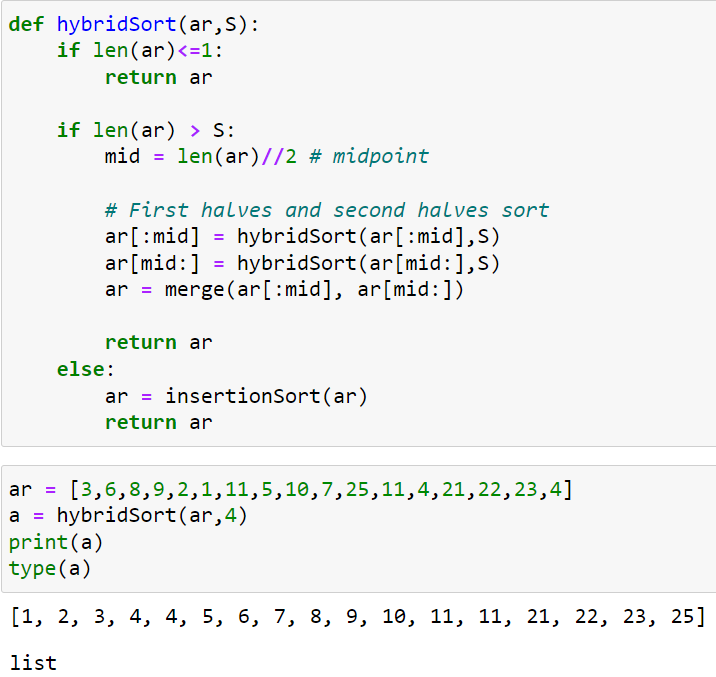 def hybridSort(ar,S):
    if len(ar)<=1:
        return ar

    if len(ar) > S:
        mid = len(ar)//2 # midpoint

        # First halves and second halves sort
        ar[:mid] = hybridSort(ar[:mid],S)
        ar[mid:] = hybridSort(ar[mid:],S)
        ar = merge(ar[:mid], ar[mid:])

        return ar
    else:
        ar = insertionSort(ar)
        return ar

ar = [3,6,8,9,2,1,11,5,10,7,25,11,4,21,22,23,4]
a = hybridSort(ar,4)
print(a)
type(a)

[1, 2, 3, 4, 4, 5, 6, 7, 8, 9, 10, 11, 11, 21, 22, 23, 25]

list